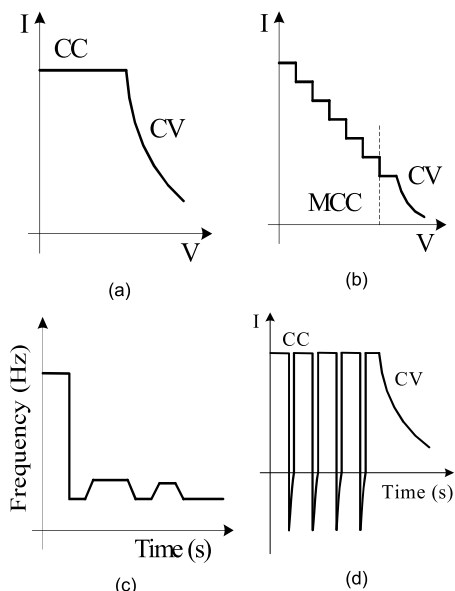 I
CC
CV
V
(a)
I
MCC
CV
V
(b)
Frequency (Hz)
Time (s)
(c)
I
CC
CV
Time (s)
(d)